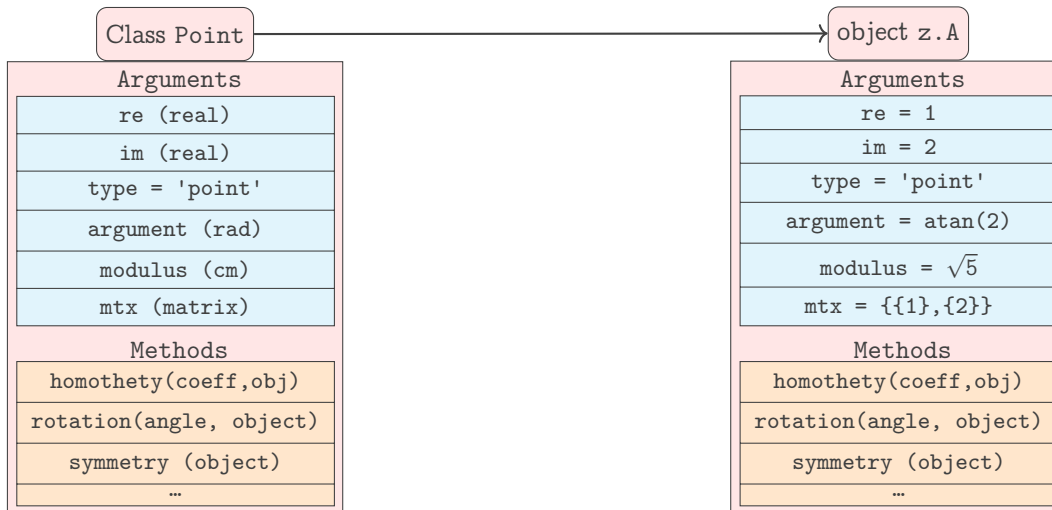 Class Point
Arguments
re (real)
im (real)
type = 'point'
argument (rad)
modulus (cm)
mtx (matrix)
Methods
homothety(coeff,obj)
rotation(angle, object)
symmetry (object)
…
object z.A
Arguments
re = 1
im = 2
type = 'point'
argument = atan(2)
modulus = √5
mtx = {{1},{2}}
Methods
homothety(coeff,obj)
rotation(angle, object)
symmetry (object)
…